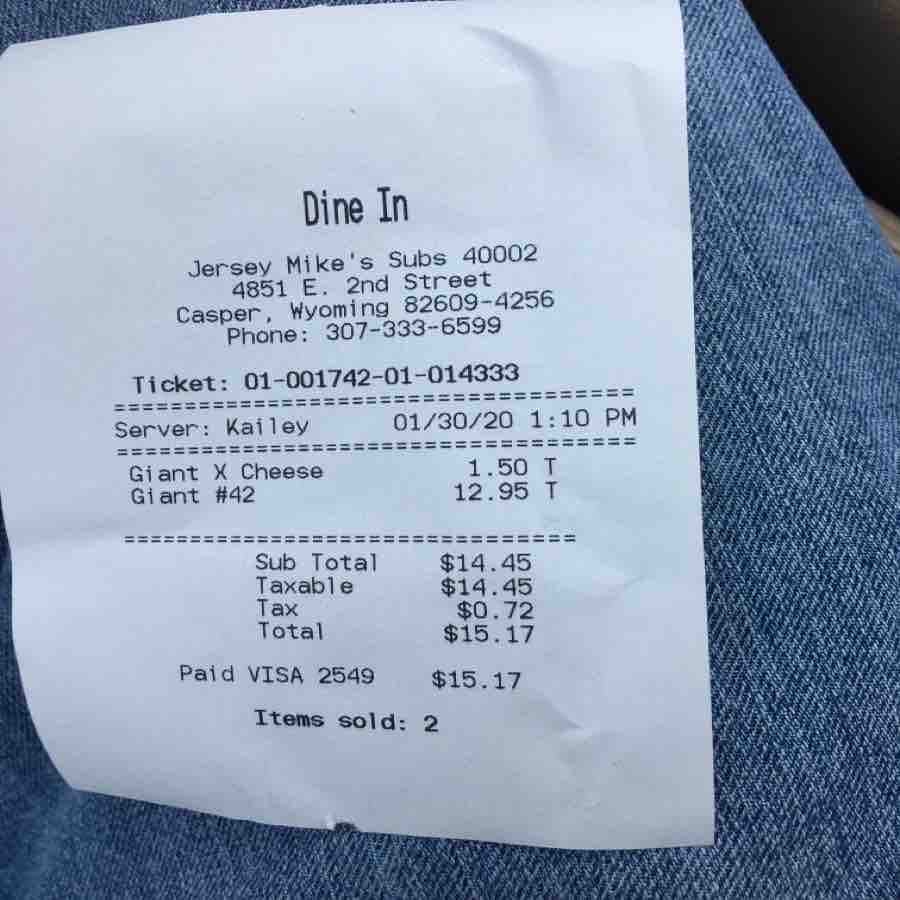 Dine In
Jersey Mike's Subs 40002
4851 E. 2nd Street
Casper, Wyoming 82609-4256
Phone: 307-333-6599
Ticket: 01-001742-01-014333
=====================================
Server: Kailey 01/30/20 1:10 PM
=====================================
Giant X Cheese 1.50 T
Giant #42 12.95 T
================================
Sub Total $14.45
Taxable $14.45
Tax $0.72
Total $15.17
Paid VISA 2549 $15.17
Items sold: 2